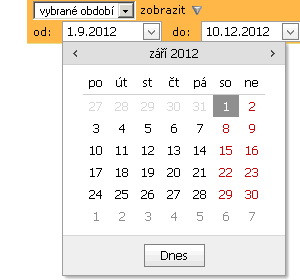 vybrané období zobrazit
od: 1.9.2012 do: 10.12.2012
září 2012
po út st čt pá so ne
27 28 29 30 31 1 2
3 4 5 6 7 8 9
10 11 12 13 14 15 16
17 18 19 20 21 22 23
24 25 26 27 28 29 30
1 2 3 4 5 6 7
Dnes